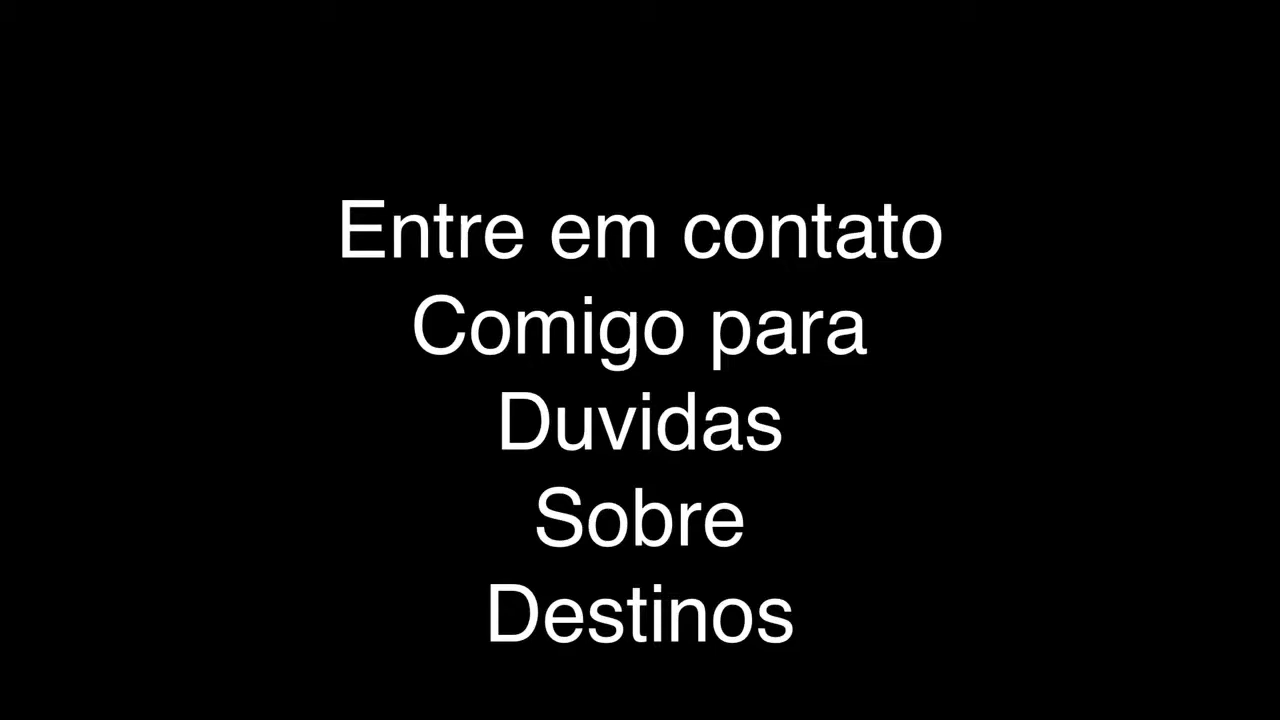 Entre em contato
Comigo para
Duvidas
Sobre
Destinos